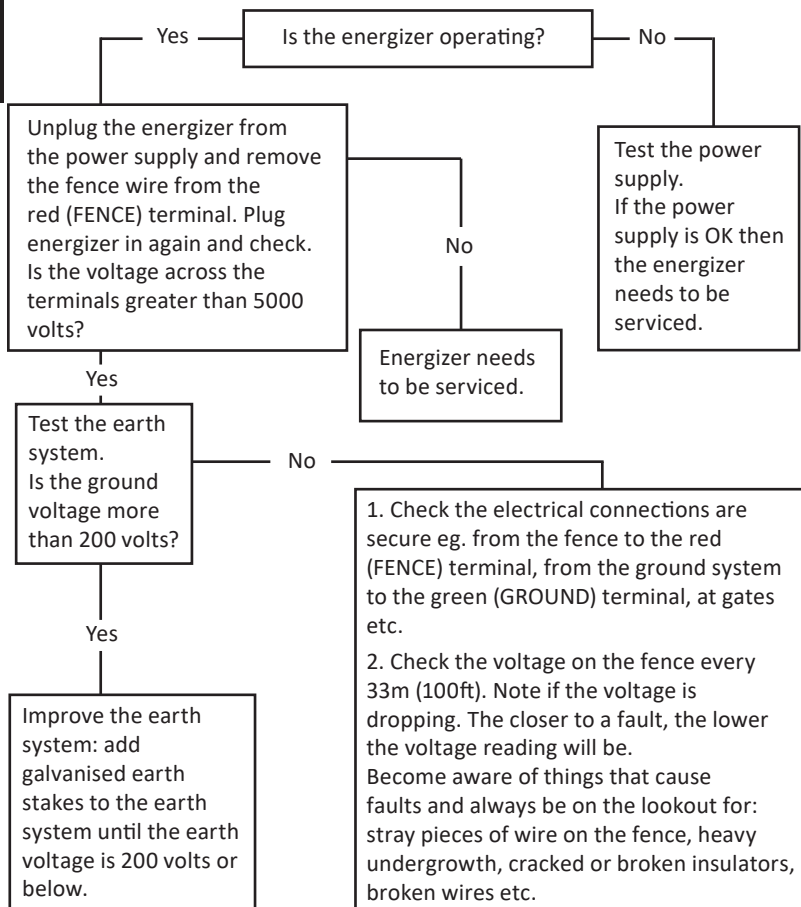 Is the energizer operating?
Yes
No
Unplug the energizer from
the power supply and remove
the fence wire from the
red (FENCE) terminal. Plug
energizer in again and check.
Is the voltage across the
terminals greater than 5000
volts?
Test the power
supply.
If the power
supply is OK then
the energizer
needs to be
serviced.
No
Energizer needs
to be serviced.
Yes
Test the earth
system.
Is the ground
voltage more
than 200 volts?
No
1. Check the electrical connections are
secure eg. from the fence to the red
(FENCE) terminal, from the ground system
to the green (GROUND) terminal, at gates
etc.
2. Check the voltage on the fence every
33m (100ft). Note if the voltage is
dropping. The closer to a fault, the lower
the voltage reading will be.
Become aware of things that cause
faults and always be on the lookout for:
stray pieces of wire on the fence, heavy
undergrowth, cracked or broken insulators,
broken wires etc.
Yes
Improve the earth
system: add
galvanised earth
stakes to the earth
system until the earth
voltage is 200 volts or
below.